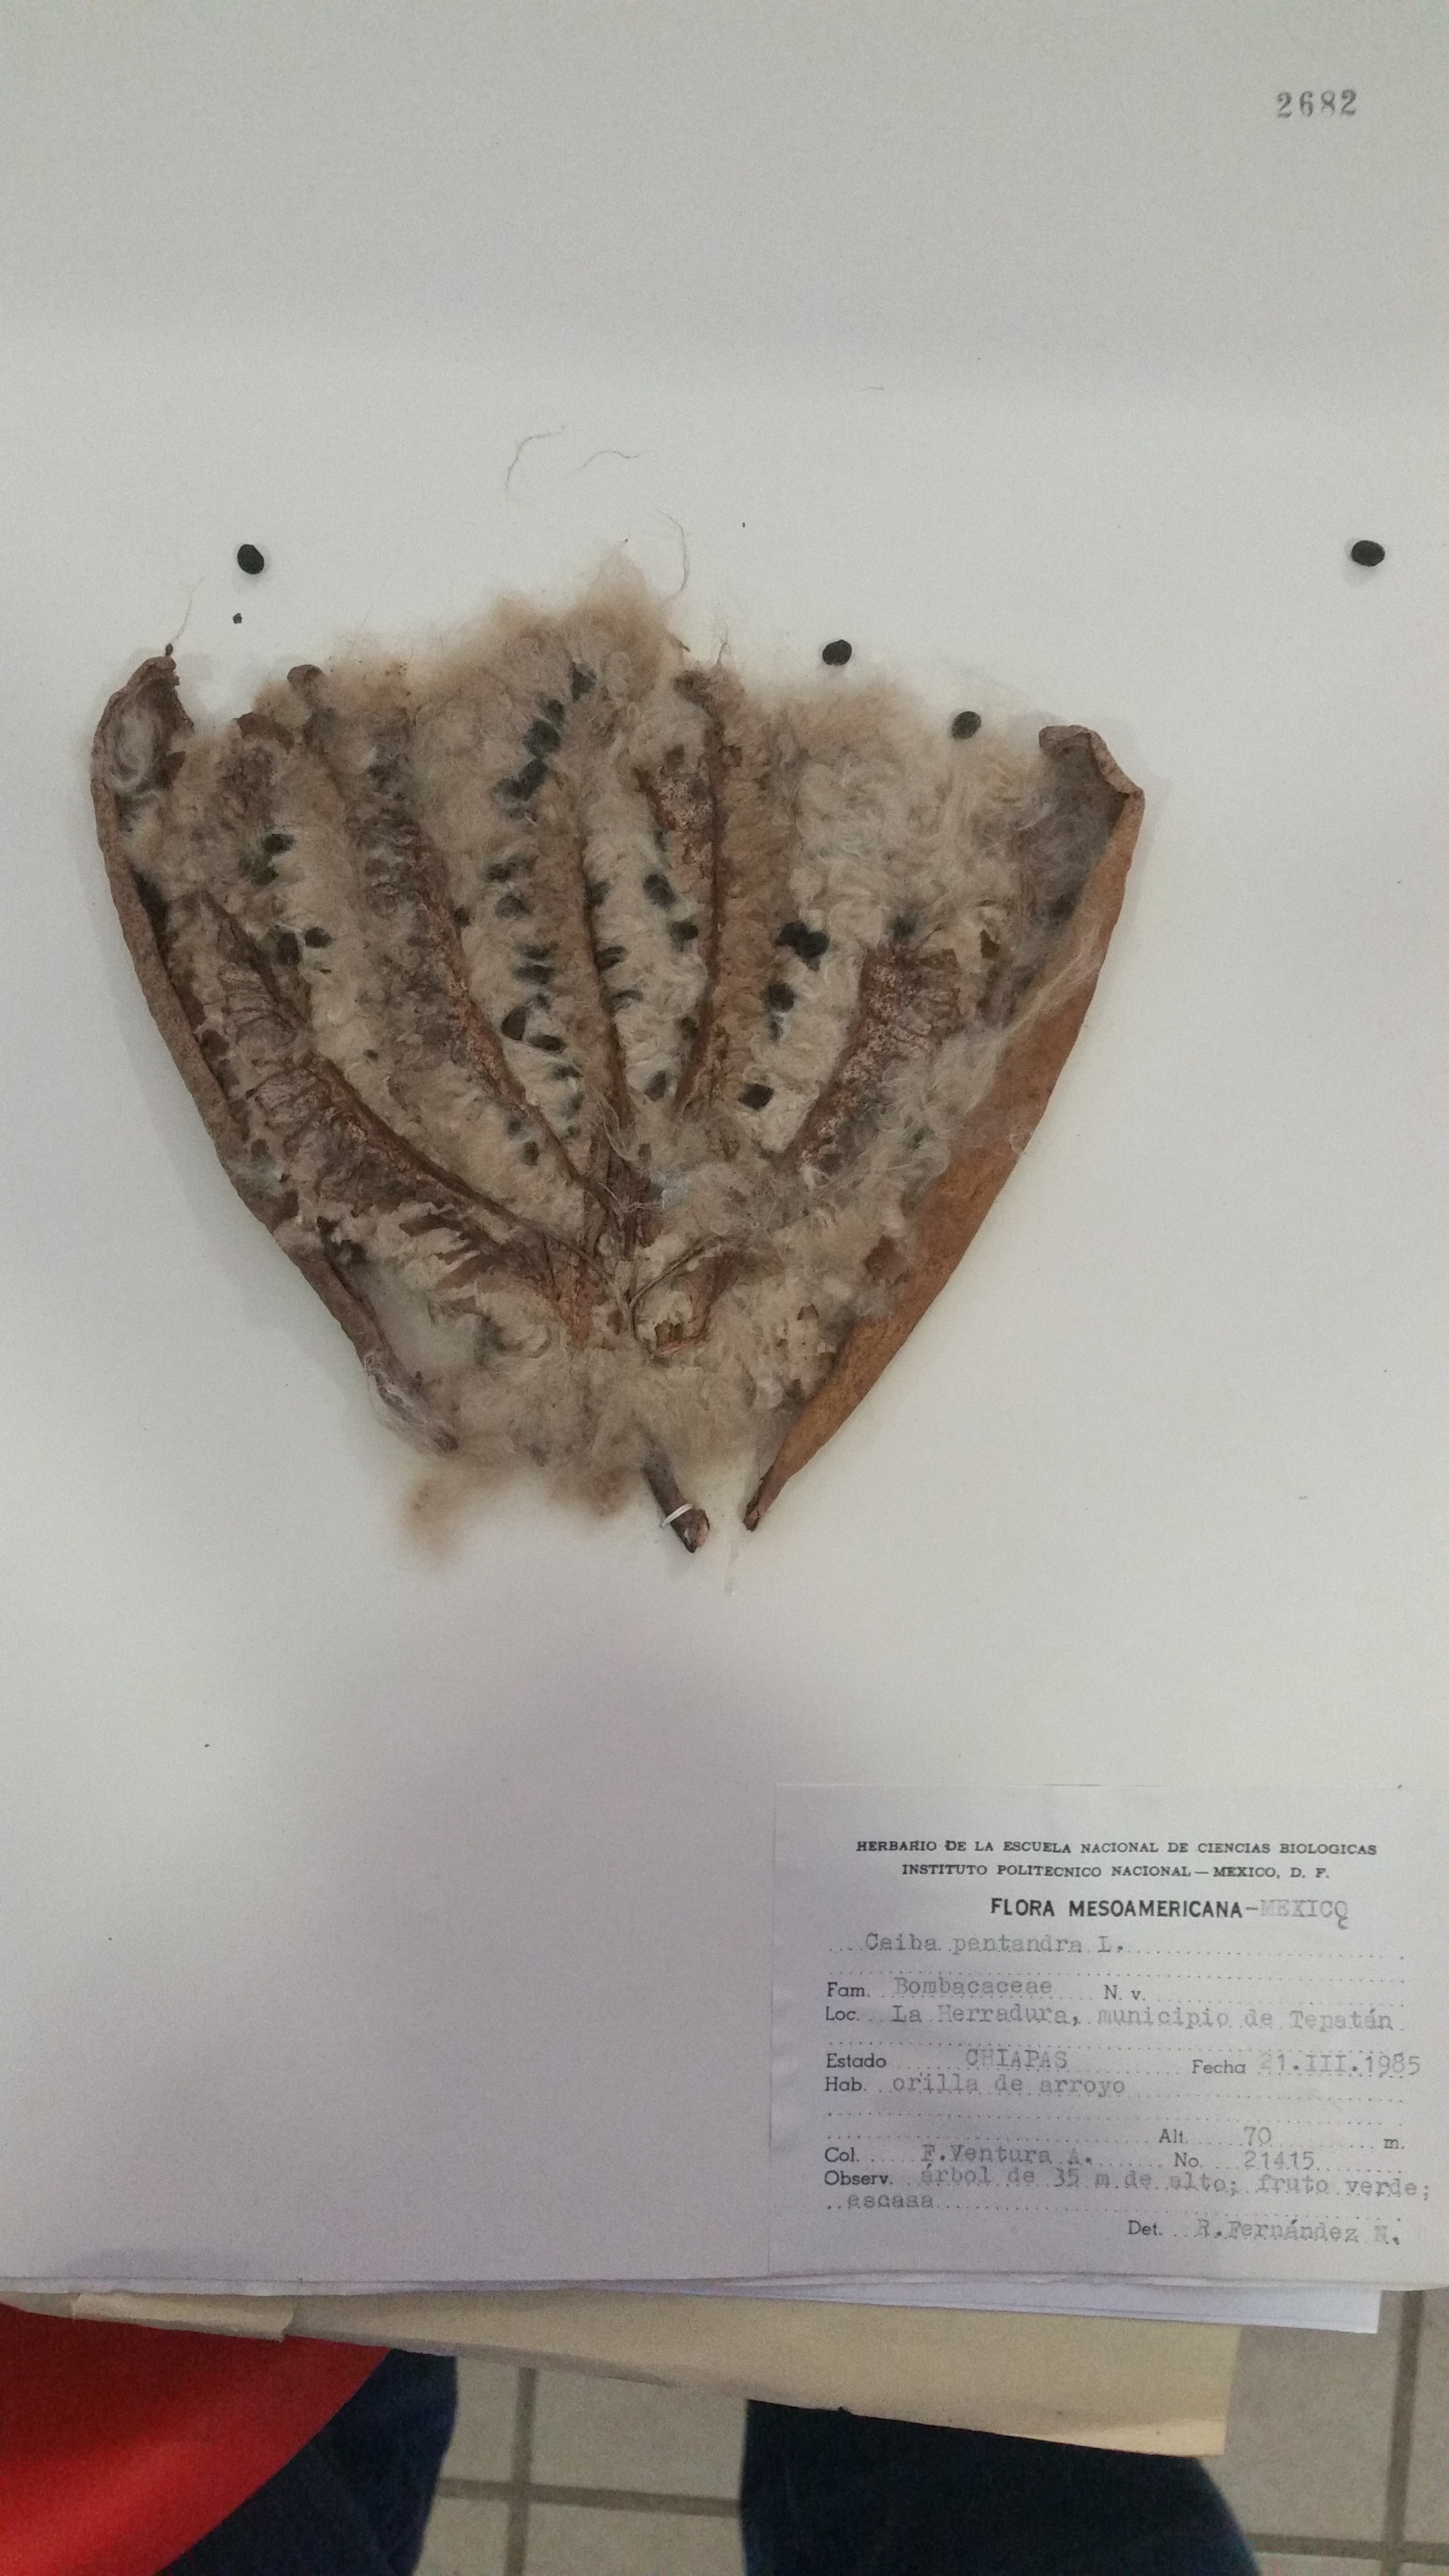 2682
HERBARIO DE LA ESCUELA NACIONAL DE CIENCIAS BIOLOGICAS
INSTITUTO POLITECNICO NACIONAL — MEXICO, D. F.
FLORA MESOAMERICANA-MEXICO
Ceiba pentandra L.
Fam. Bombacaceae N. v.
Loc. La Herradura, municipio de Tepatán
Estado CHIAPAS Fecha 21.III.1985
Hab. orilla de arroyo
Alt. 70 m.
Col. F.Ventura A. No. 21415
Observ. árbol de 35 m de alto; fruto verde;
escasa
Det. R.Fernández N.